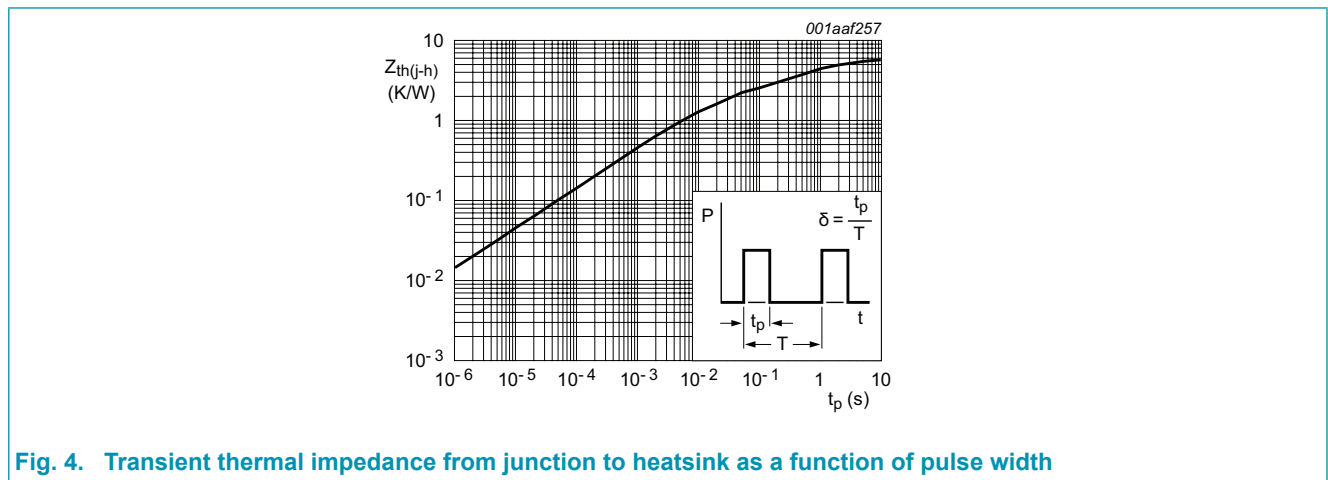 001aaf257
10
Zth(j-h)
(K/W)
1
10-1
10-2
10-3
P
δ = tp
T
tp
T
t
10-6 10-5 10-4 10-3 10-2 10-1 1 10
tp (s)
Fig. 4. Transient thermal impedance from junction to heatsink as a function of pulse width